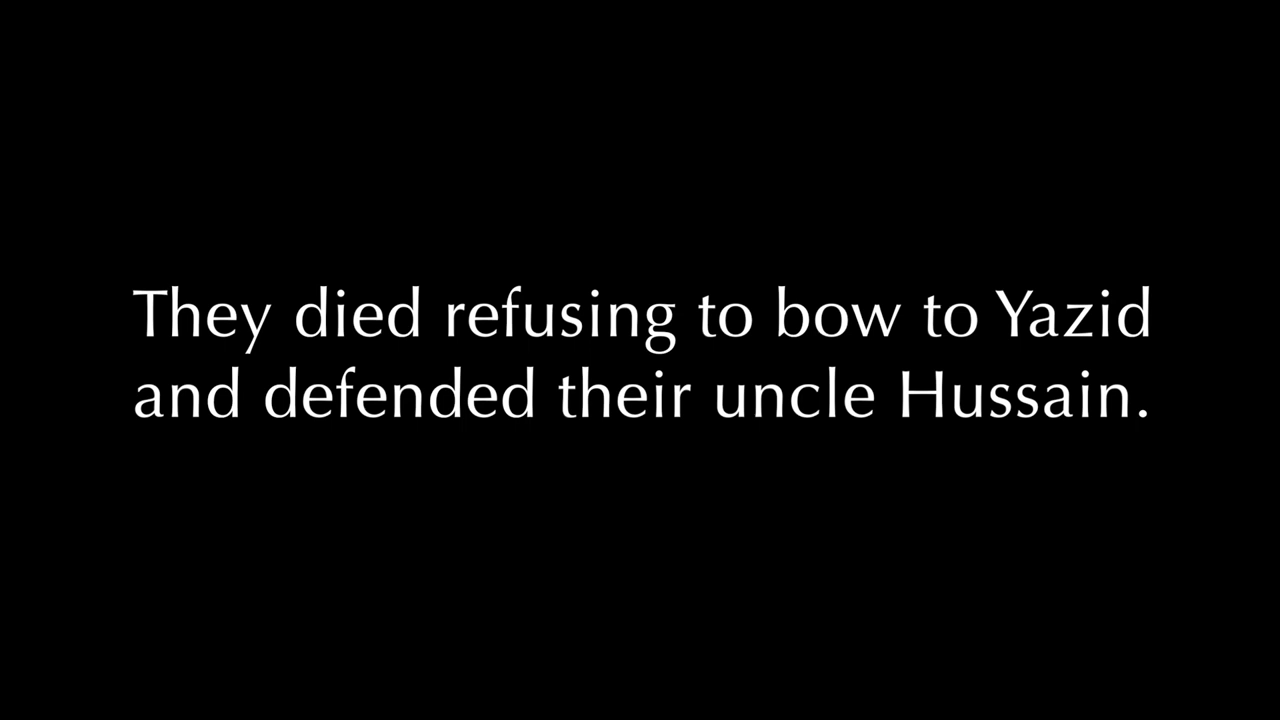 They died refusing to bow to Yazid
and defended their uncle Hussain.